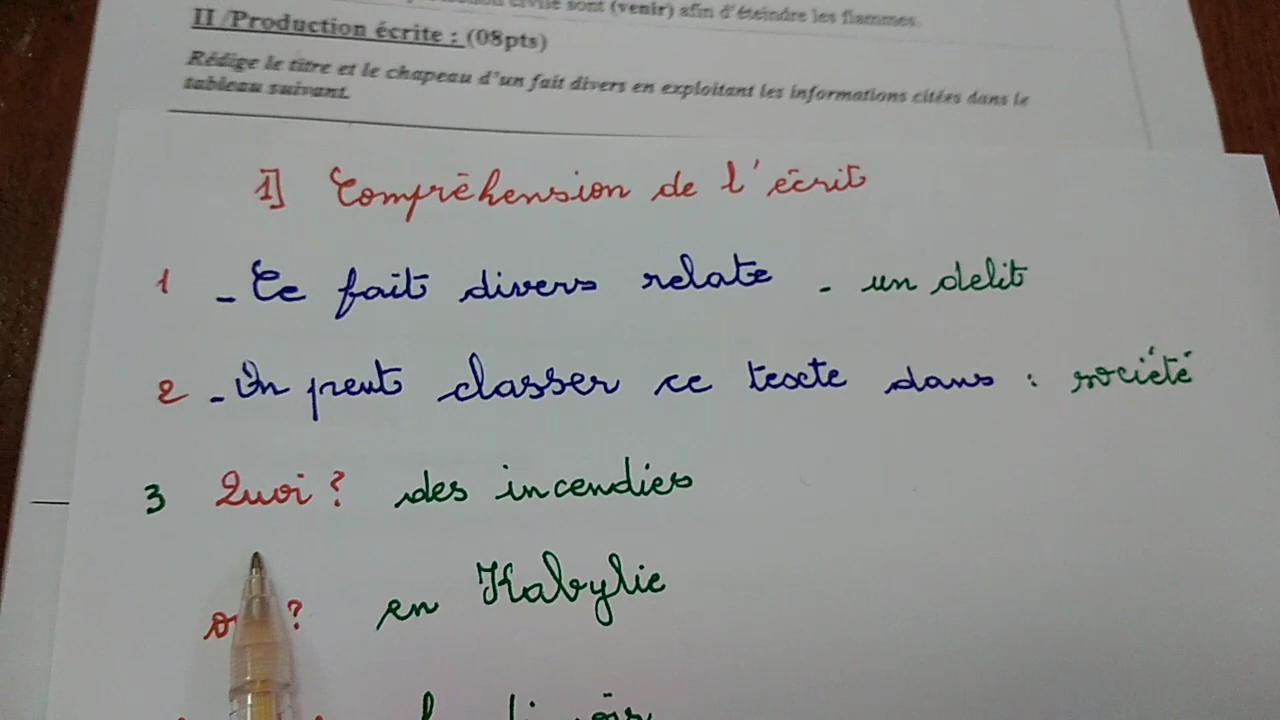 civile sont (venir) afin d'éteindre les flammes.
II /Production écrite : (08pts)
Rédige le titre et le chapeau d'un fait divers en exploitant les informations citées dans le
tableau suivant.
1] Compréhension de l'écrit
1 - Ce fait divers relate - un delit
2 - On peut classer ce texte dans : société
3 Quoi ? des incendies
? en Kabylie